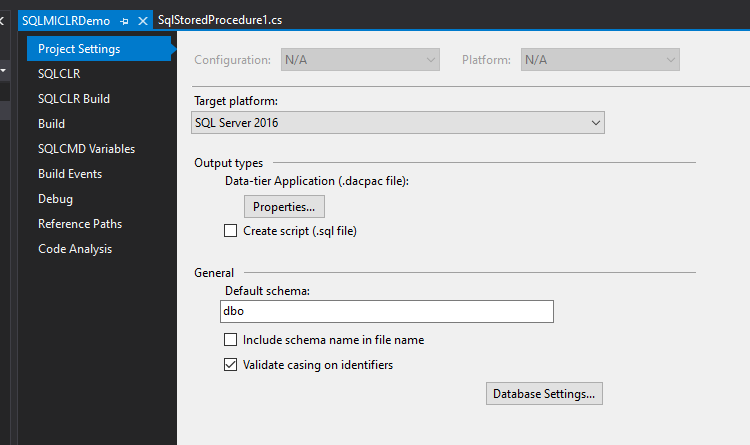 SQLMICLRDemo SqlStoredProcedure1.cs
Project Settings
SQLCLR
SQLCLR Build
Build
SQLCMD Variables
Build Events
Debug
Reference Paths
Code Analysis
Configuration: N/A Platform: N/A
Target platform:
SQL Server 2016
Output types
Data-tier Application (.dacpac file):
Properties...
Create script (.sql file)
General
Default schema:
dbo
Include schema name in file name
Validate casing on identifiers
Database Settings...